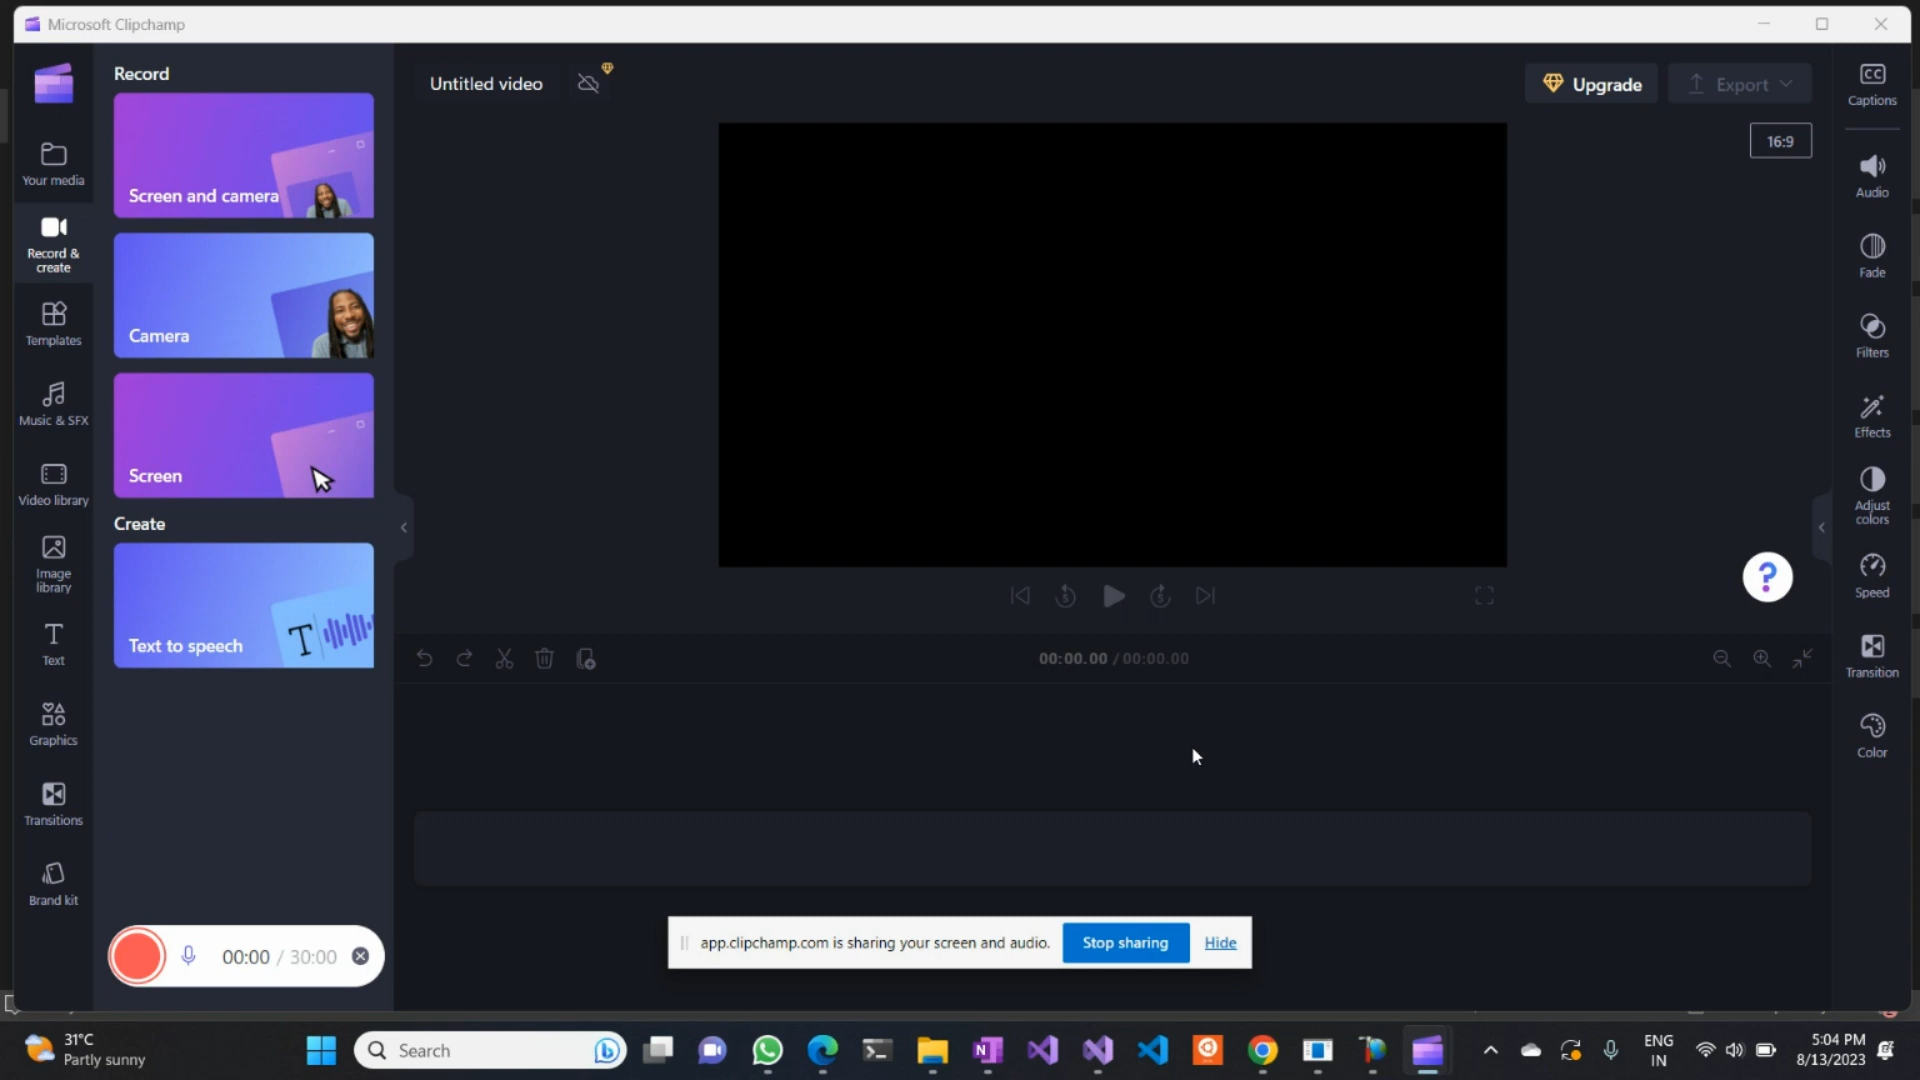 Microsoft Clipchamp
Your media
Record &
create
Templates
Music & SFX
Video library
Image
library
Text
Graphics
Transitions
Brand kit
Record
Screen and camera
Camera
Screen
Create
Text to speech
T
00:00 / 30:00
Untitled video
Upgrade
Export
16:9
5
5
?
00:00.00 / 00:00.00
app.clipchamp.com is sharing your screen and audio.
Stop sharing
Hide
CC
Captions
Audio
Fade
Filters
Effects
Adjust
colors
Speed
Transition
Color
31°C
Partly sunny
Search
ENG
IN
5:04 PM
8/13/2023